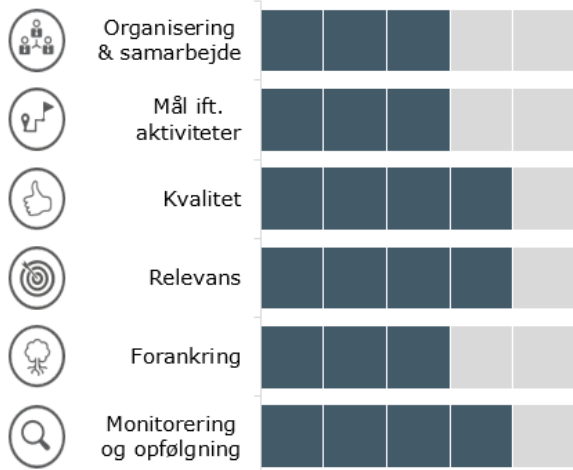 Organisering
& samarbejde
Mål ift.
aktiviteter
Kvalitet
Relevans
Forankring
Monitorering
og opfølgning